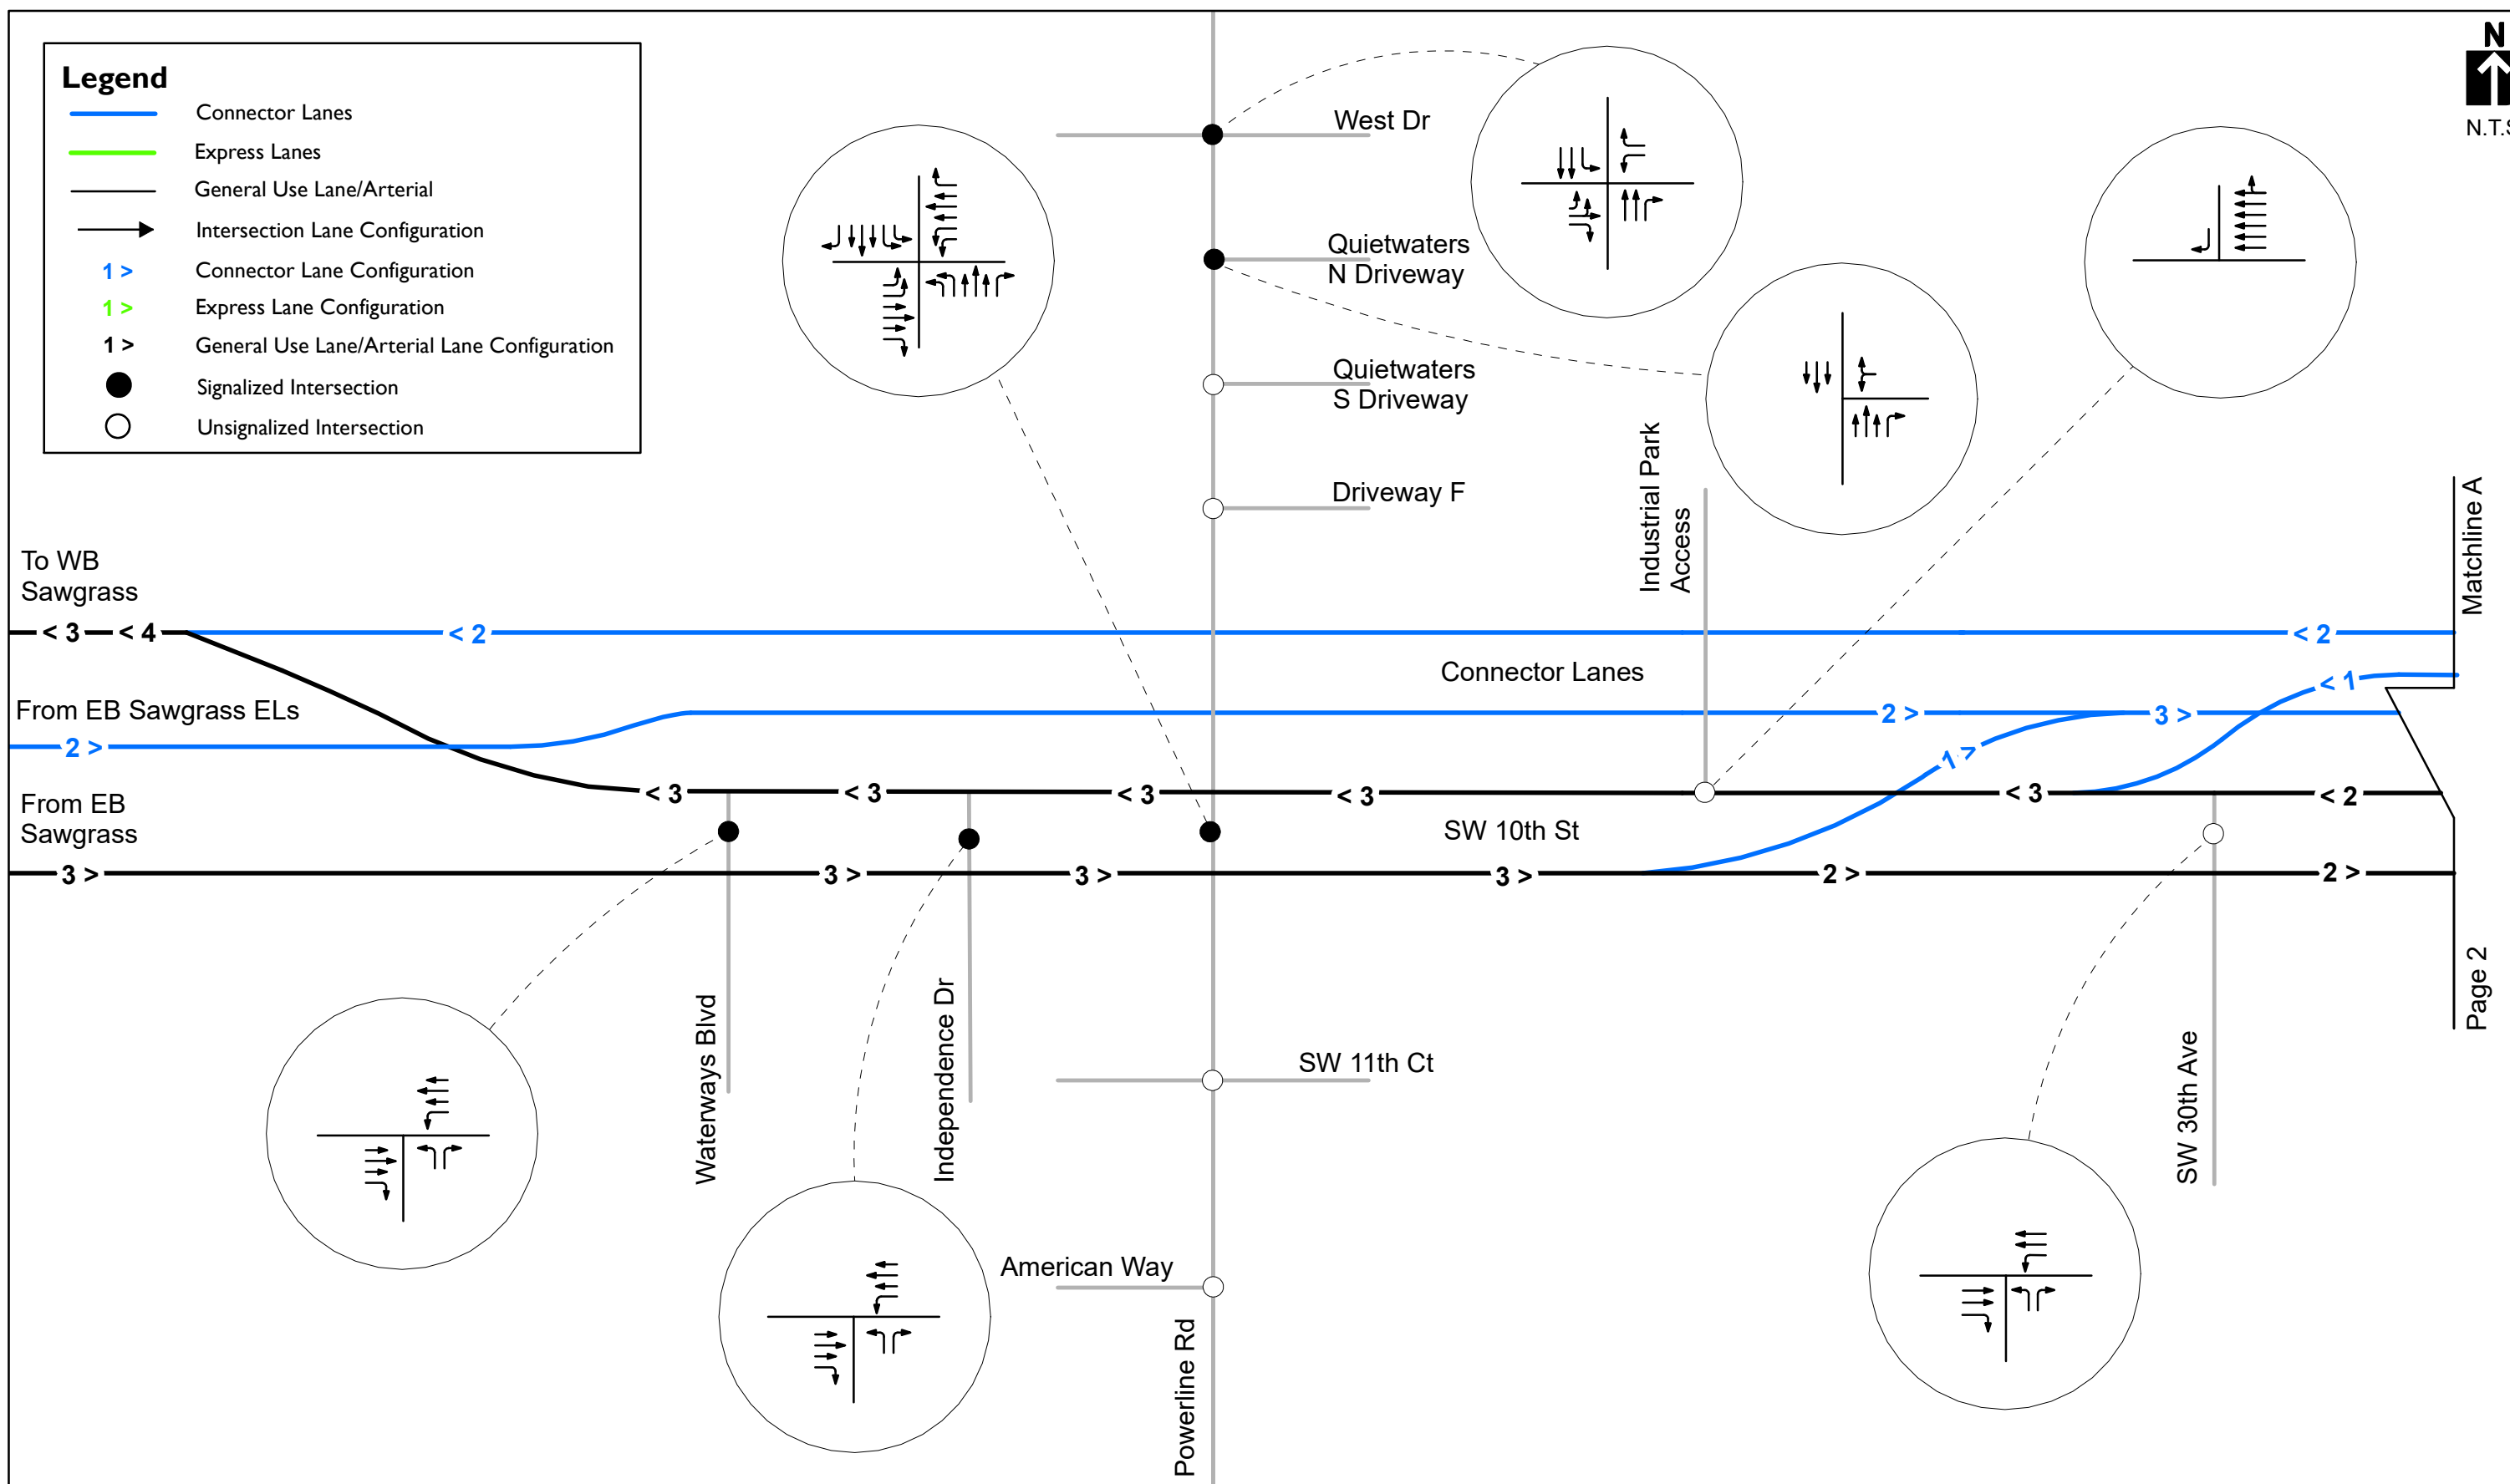 Legend
Connector Lanes
Express Lanes
General Use Lane/Arterial
Intersection Lane Configuration
1 > Connector Lane Configuration
1 > Express Lane Configuration
1 > General Use Lane/Arterial Lane Configuration
Signalized Intersection
Unsignalized Intersection
N
West Dr
Quietwaters
N Driveway
Quietwaters
S Driveway
Driveway F
Industrial Park
Access
Matchline A
To WB
Sawgrass
< 3
< 4
< 2
< 2
Connector Lanes
< 1
From EB Sawgrass ELs
2 >
2 >
3 >
1 >
From EB
Sawgrass
< 3
< 3
< 3
< 3
< 3
< 2
SW 10th St
3 >
3 >
3 >
3 >
2 >
2 >
Waterways Blvd
Independence Dr
SW 11th Ct
SW 30th Ave
Page 2
American Way
Powerline Rd